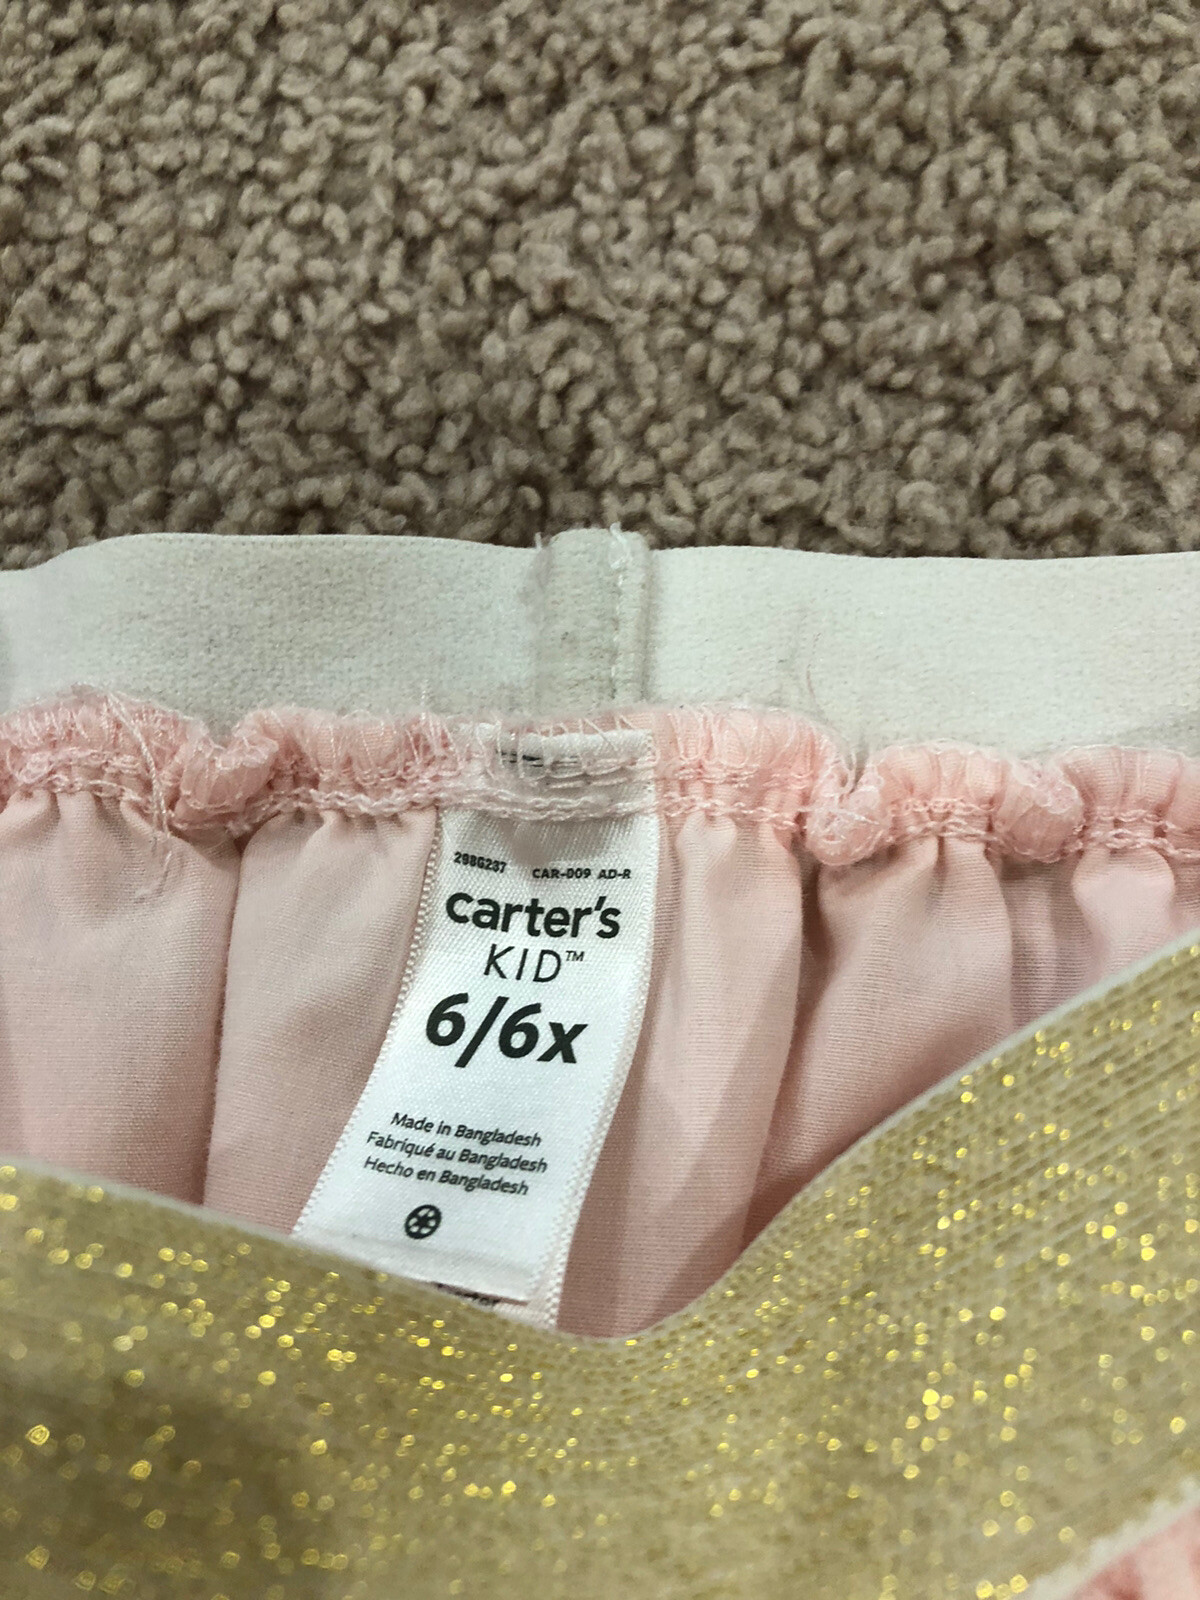 298G237 CAR-009 AD-R
carter's
KID™
6/6x
Made in Bangladesh
Fabriqué au Bangladesh
Hecho en Bangladesh